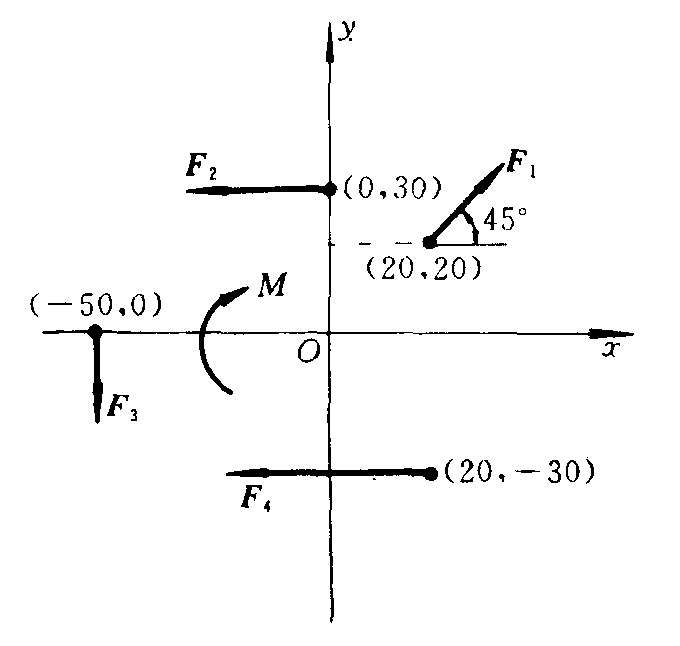 y
F₂
F₁
(0,30)
45°
(20,20)
(−50,0)
M
O
x
F₃
(20,−30)
F₄